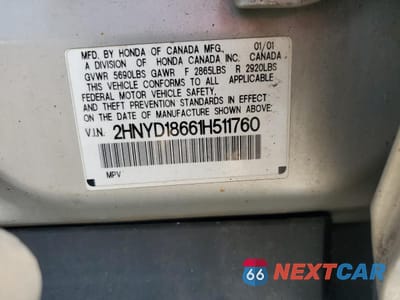 MFD. BY HONDA OF CANADA MFG. 01/01
A DIVISION OF HONDA CANADA INC. CANADA
GVWR 5690LBS GAWR F 2865LBS R 2920LBS
THIS VEHICLE CONFORMS TO ALL APPLICABLE
FEDERAL MOTOR VEHICLE SAFETY,
BUMPER, AND THEFT PREVENTION STANDARDS IN EFFECT
ON THE DATE OF MANUFACTURE SHOWN ABOVE.
V.I.N. 2HNYD18661H511760
MPV
66 NEXTCAR